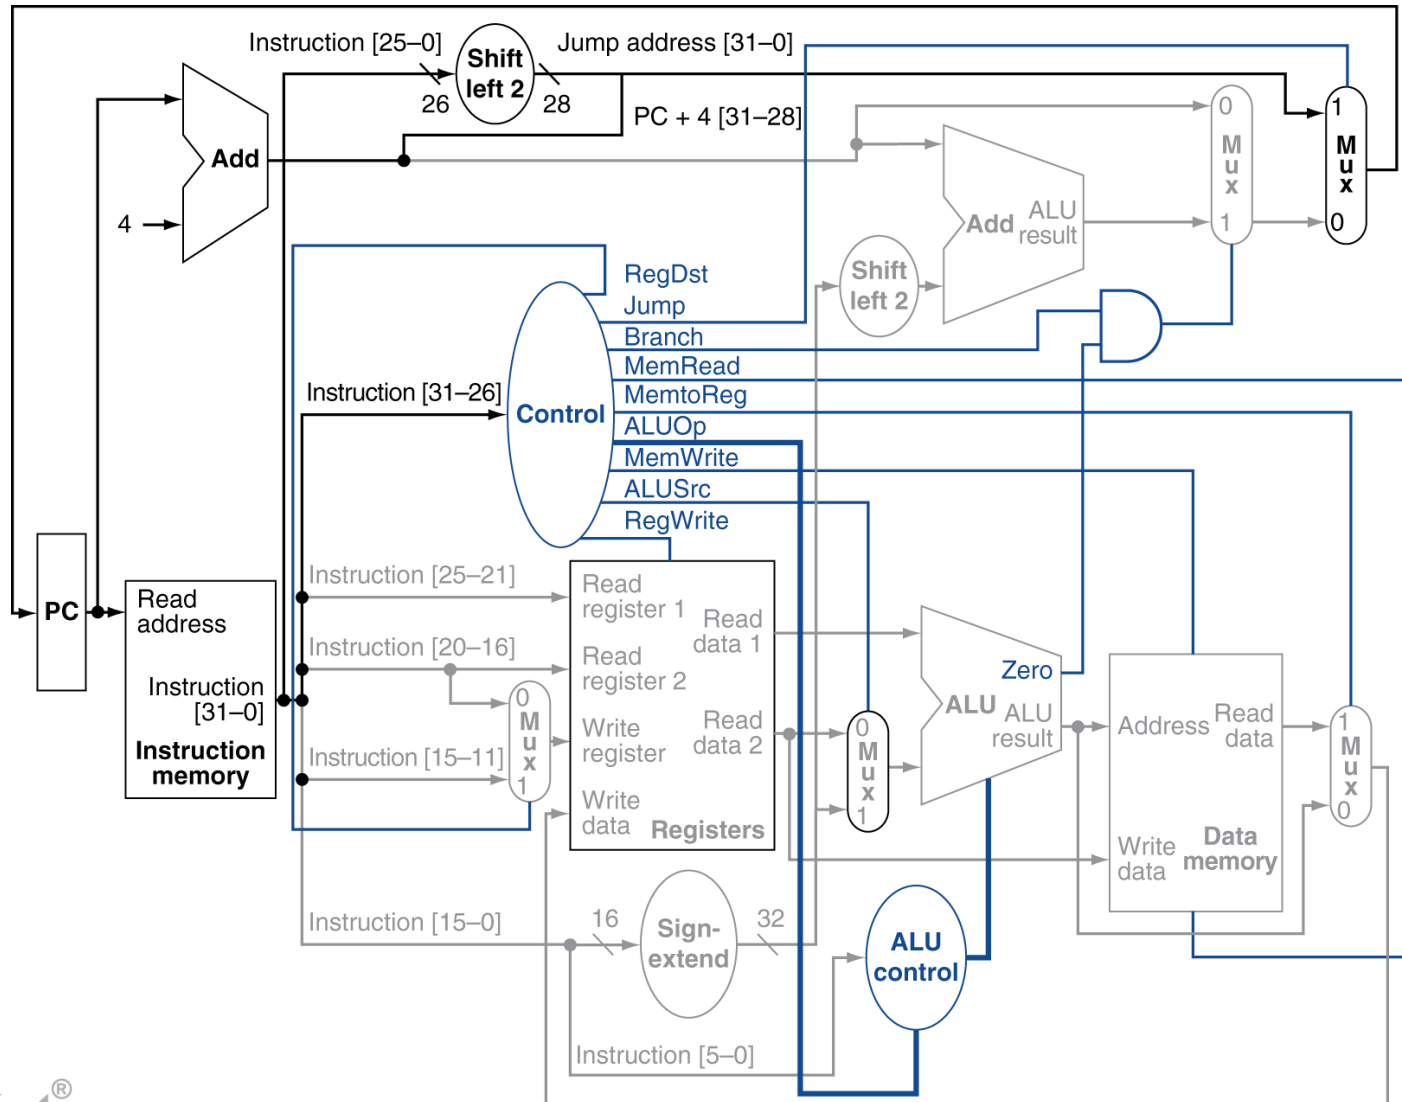 Instruction [25–0]
Shift
left 2
Jump address [31–0]
26
28
PC + 4 [31–28]
Add
4
0
M
u
x
1
1
M
u
x
0
Add
ALU
result
Shift
left 2
RegDst
Jump
Branch
MemRead
MemtoReg
ALUOp
MemWrite
ALUSrc
RegWrite
Instruction [31–26]
Control
PC
Read
address
Instruction
[31–0]
Instruction
memory
Instruction [25–21]
Instruction [20–16]
Instruction [15–11]
0
M
u
x
1
Read
register 1
Read
register 2
Write
register
Write
data
Read
data 1
Read
data 2
Registers
0
M
u
x
1
Zero
ALU
ALU
result
Address
Read
data
Write
data
Data
memory
1
M
u
x
0
Instruction [15–0]
16
Sign-
extend
32
ALU
control
Instruction [5–0]
®